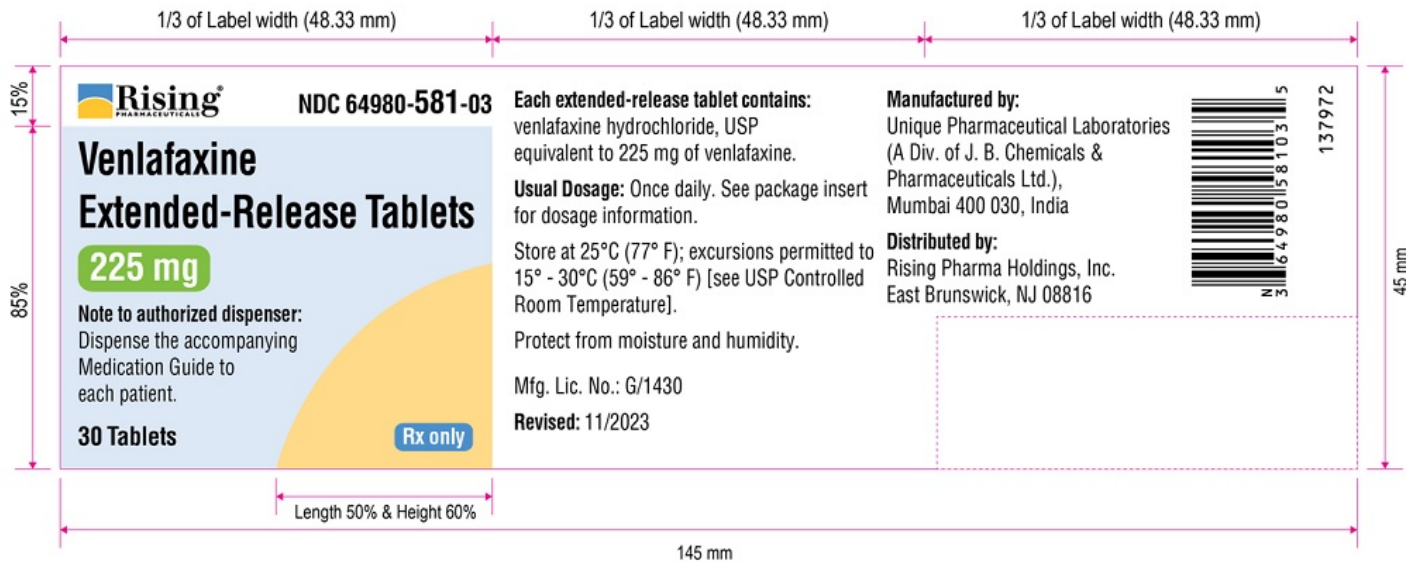 1/3 of Label width (48.33 mm)
1/3 of Label width (48.33 mm)
1/3 of Label width (48.33 mm)
15%
85%
Rising®
PHARMACEUTICALS
NDC 64980-581-03
Venlafaxine
Extended-Release Tablets
225 mg
Note to authorized dispenser:
Dispense the accompanying
Medication Guide to
each patient.
30 Tablets
Rx only
Each extended-release tablet contains:
venlafaxine hydrochloride, USP
equivalent to 225 mg of venlafaxine.
Usual Dosage: Once daily. See package insert
for dosage information.
Store at 25°C (77° F); excursions permitted to
15° - 30°C (59° - 86° F) [see USP Controlled
Room Temperature].
Protect from moisture and humidity.
Mfg. Lic. No.: G/1430
Revised: 11/2023
Manufactured by:
Unique Pharmaceutical Laboratories
(A Div. of J. B. Chemicals &
Pharmaceuticals Ltd.),
Mumbai 400 030, India
Distributed by:
Rising Pharma Holdings, Inc.
East Brunswick, NJ 08816
N
3 64980 58103 5
137972
45 mm
Length 50% & Height 60%
145 mm